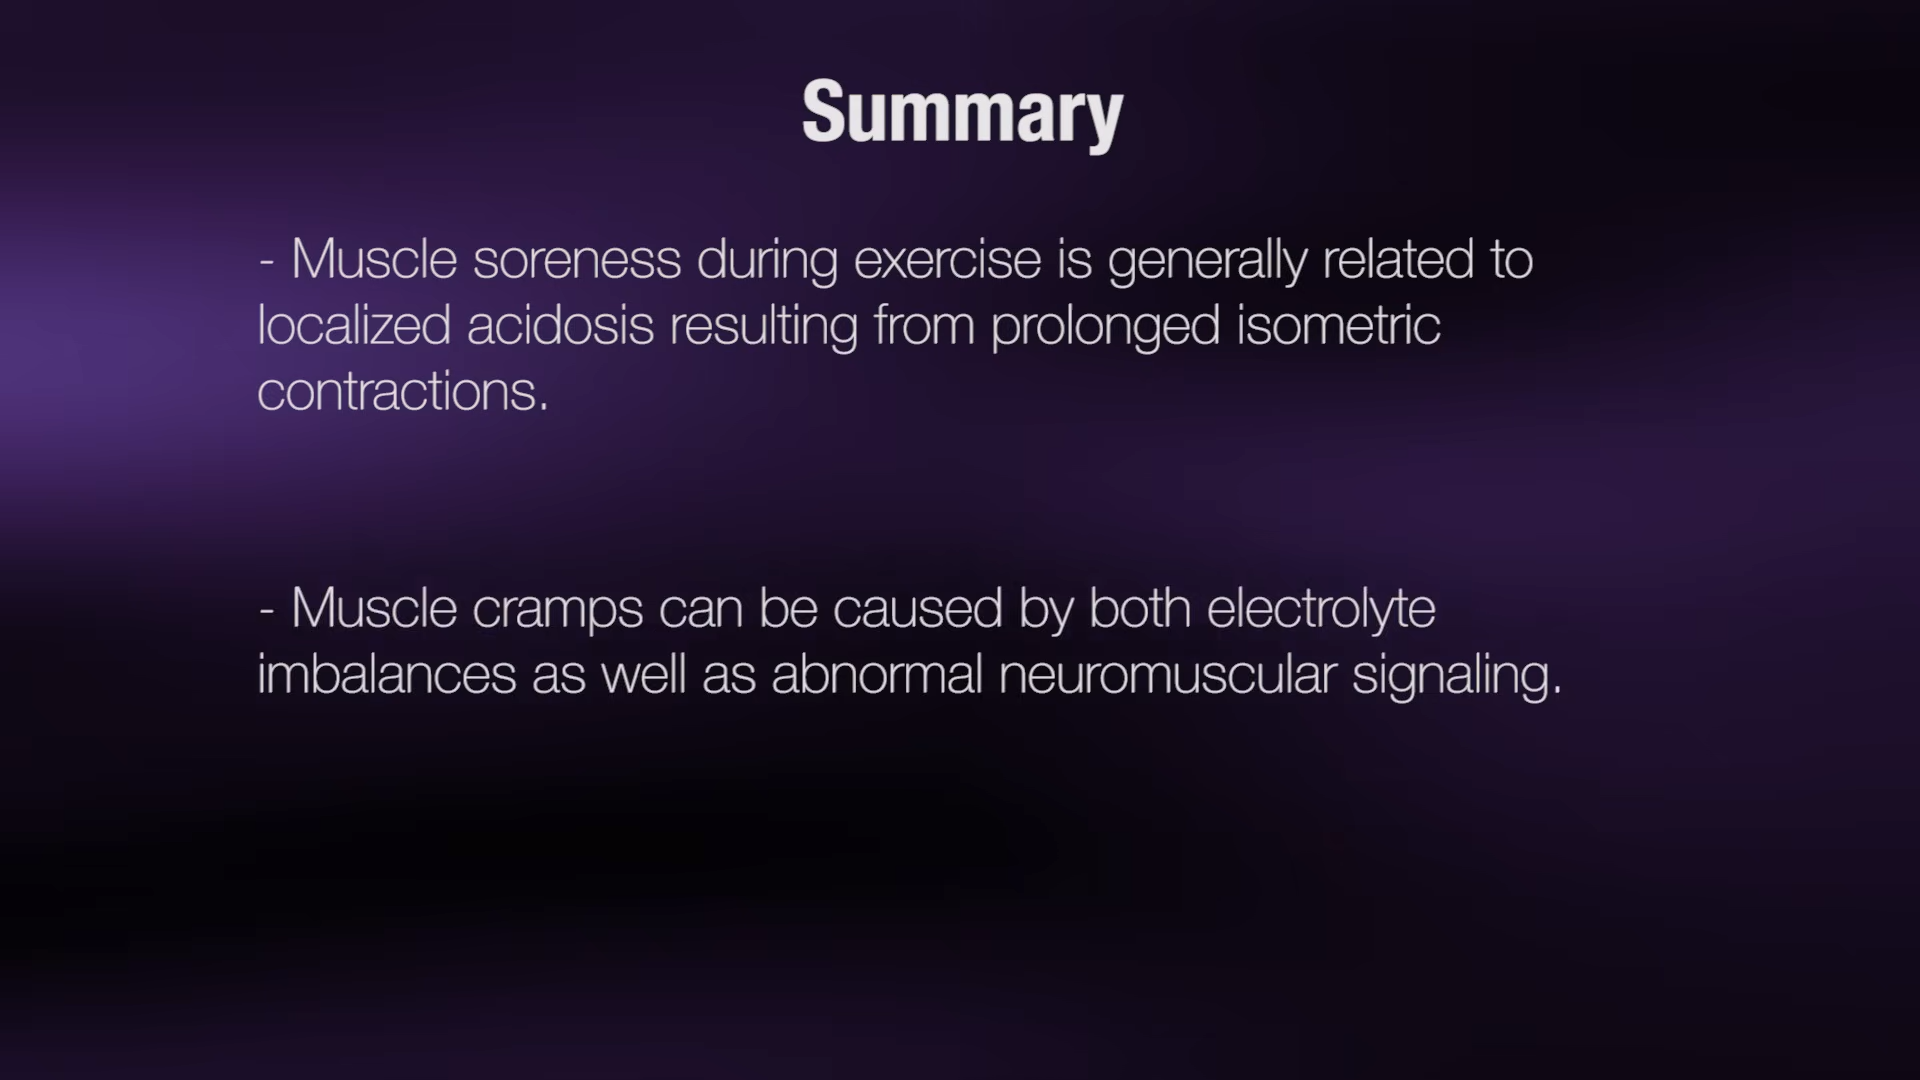 Summary
- Muscle soreness during exercise is generally related to
localized acidosis resulting from prolonged isometric
contractions.
- Muscle cramps can be caused by both electrolyte
imbalances as well as abnormal neuromuscular signaling.